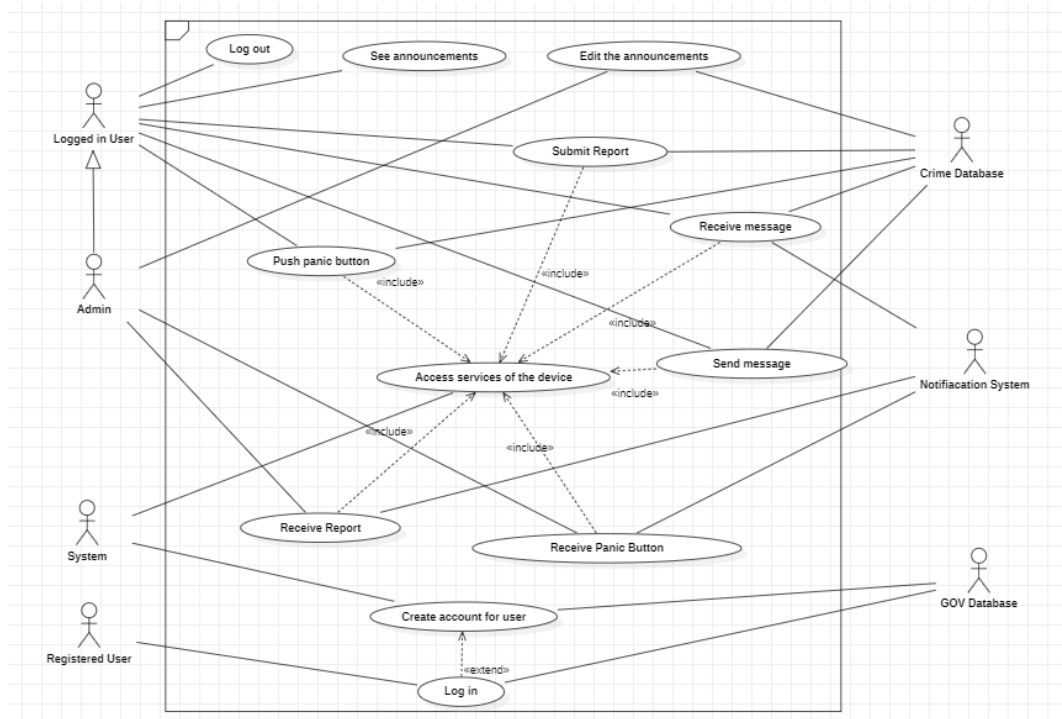 Log out
See announcements
Edit the announcements
Logged in User
Submit Report
Crime Database
Receive message
Push panic button
«include»
«include»
Admin
«include»
Send message
Access services of the device
«include»
Notifiacation System
«include»
«include»
Receive Report
Receive Panic Button
System
Create account for user
GOV Database
Registered User
«extend»
Log in